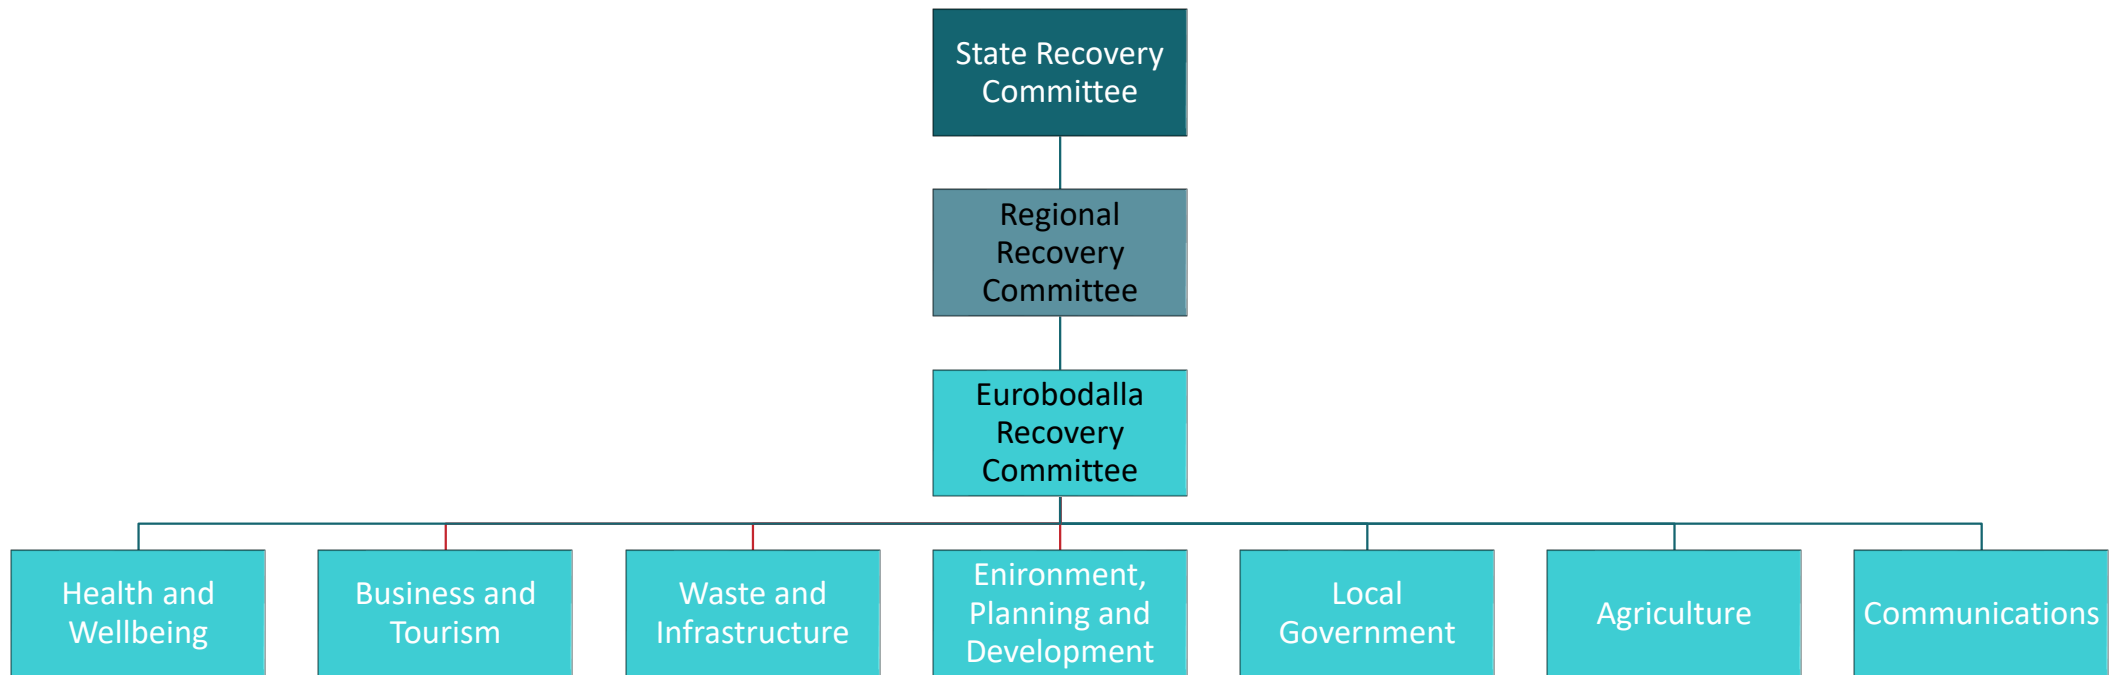 State Recovery
Committee
Regional
Recovery
Committee
Eurobodalla
Recovery
Committee
Health and
Wellbeing
Business and
Tourism
Waste and
Infrastructure
Enironment,
Planning and
Development
Local
Government
Agriculture
Communications